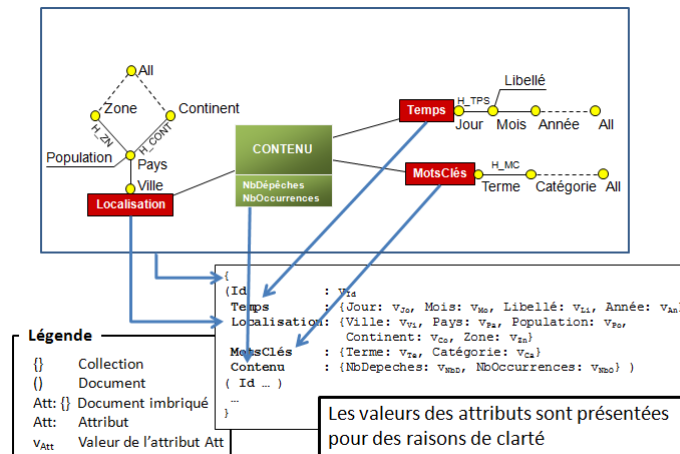 All
Zone
Continent
H_ZN
H_CONT
Population
Pays
Ville
Localisation
CONTENU
NbDépêches
NbOccurrences
Temps
H_TPS
Libellé
Jour
Mois
Année
All
MotsClés
H_MC
Terme
Catégorie
All
{
(Id : vId
Temps : {Jour: vJo, Mois: vMo, Libellé: vLi, Année: vAn}
Localisation: {Ville: vVi, Pays: vPa, Population: vPo,
Continent: vCo, Zone: vZn}
MotsClés : {Terme: vTe, Catégorie: vCa}
Contenu : {NbDepeches: vNbD, NbOccurrences: vNbO} )
( Id … )
…
}
Légende
{} Collection
() Document
Att: {} Document imbriqué
Att: Attribut
vAtt Valeur de l'attribut Att
Les valeurs des attributs sont présentées
pour des raisons de clarté